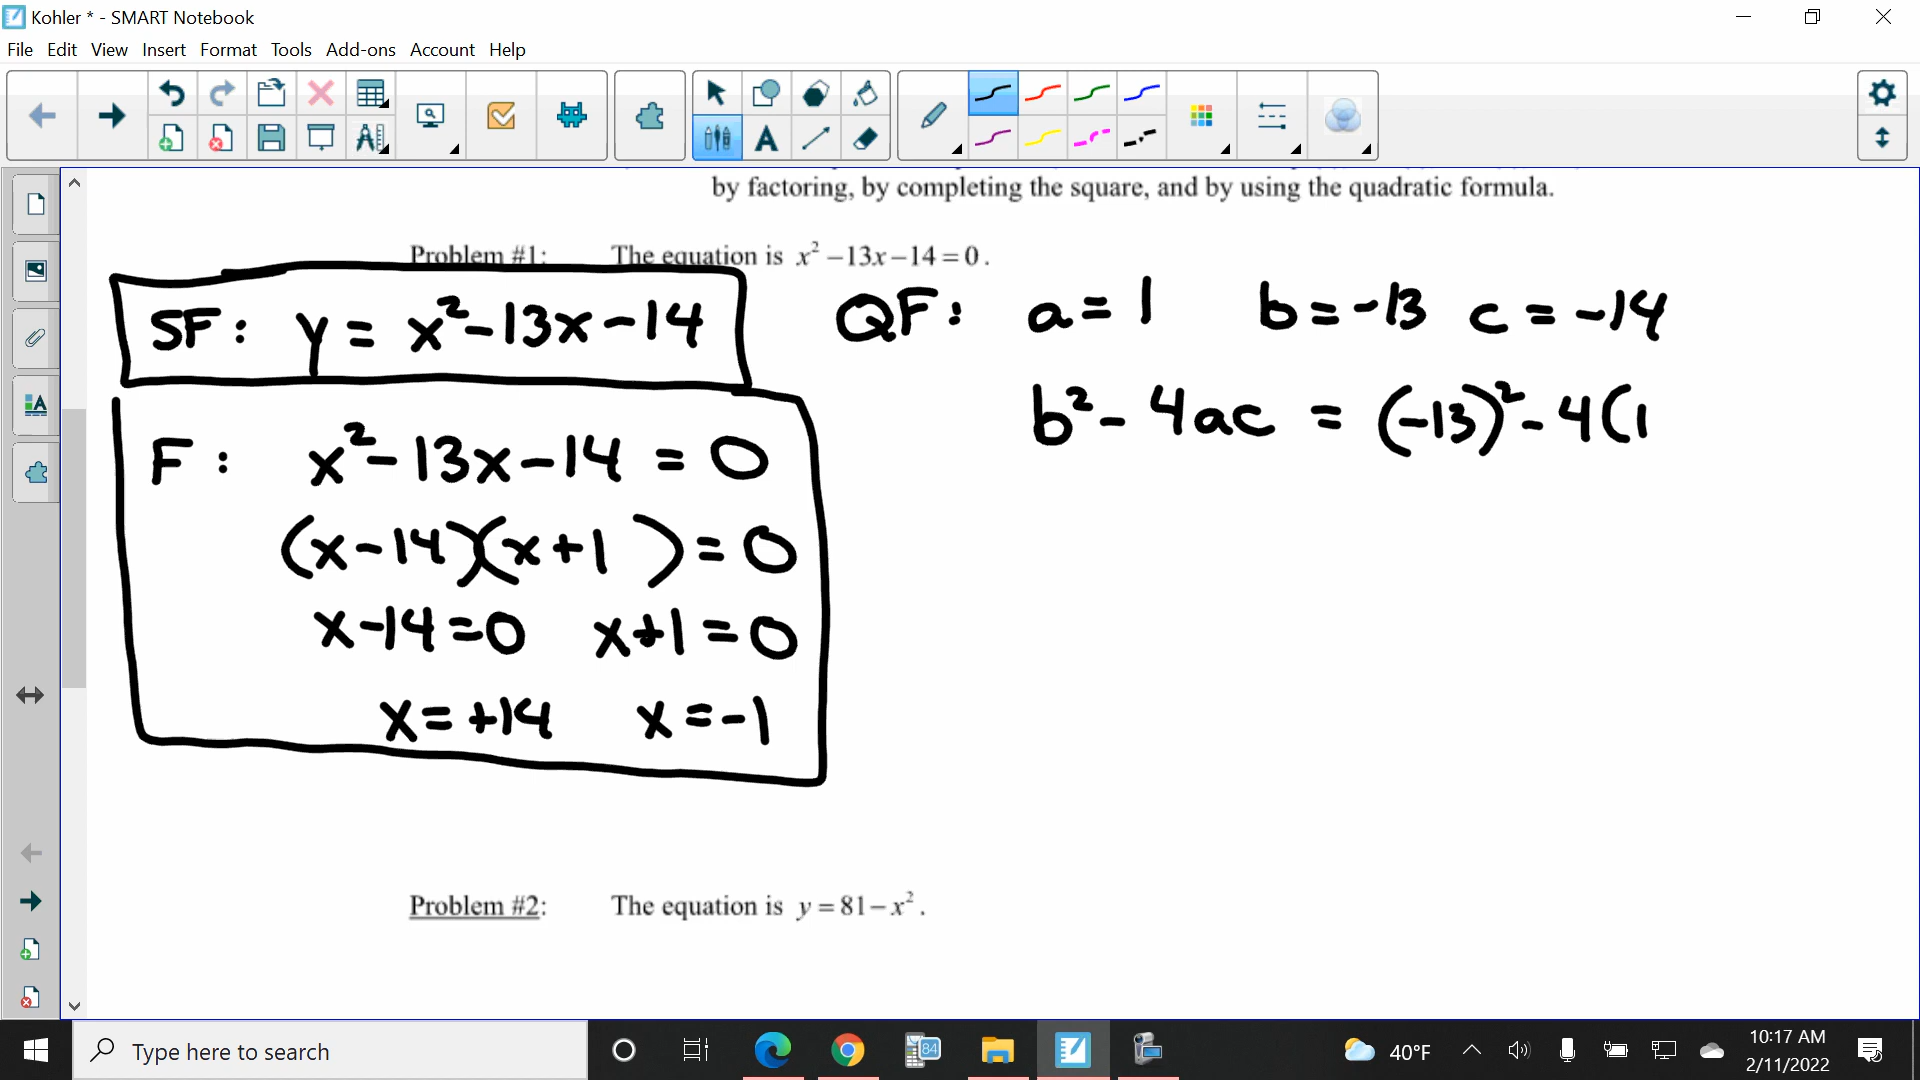 Kohler * - SMART Notebook
File Edit View Insert Format Tools Add-ons Account Help
by factoring, by completing the square, and by using the quadratic formula.
Problem #1: The equation is x² −13x−14=0.
SF: y = x²-13x-14
QF: a = 1 b = -13 c = -14
b² - 4ac = (-13)² - 4(1
F: x²-13x-14 = 0
(x-14)(x+1 )=0
x-14=0 x+1=0
x=+14 x=-1
Problem #2: The equation is y=81−x².
Type here to search
84
40°F
10:17 AM
2/11/2022